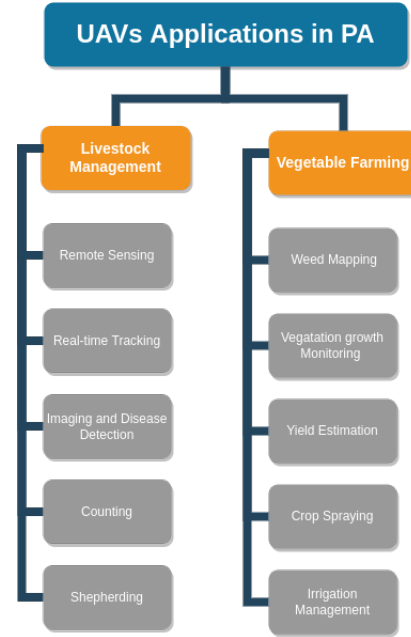 UAVs Applications in PA
Livestock
Management
Remote Sensing
Real-time Tracking
Imaging and Disease
Detection
Counting
Shepherding
Vegetable Farming
Weed Mapping
Vegatation growth
Monitoring
Yield Estimation
Crop Spraying
Irrigation
Management